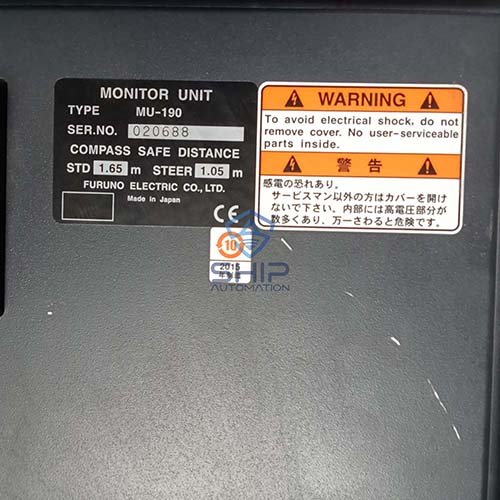 MONITOR UNIT
TYPE MU-190
SER.NO. 020688
COMPASS SAFE DISTANCE
STD 1.65 m STEER 1.05 m
FURUNO ELECTRIC CO., LTD.
Made in Japan
CE
WARNING
To avoid electrical shock, do not
remove cover. No user-serviceable
parts inside.
警告
感電の恐れあり。
サービスマン以外の方はカバーを開け
ないで下さい。内部には高電圧部分が
数多くあり、万一さわると危険です。
10
2015
SHIP
AUTOMATION